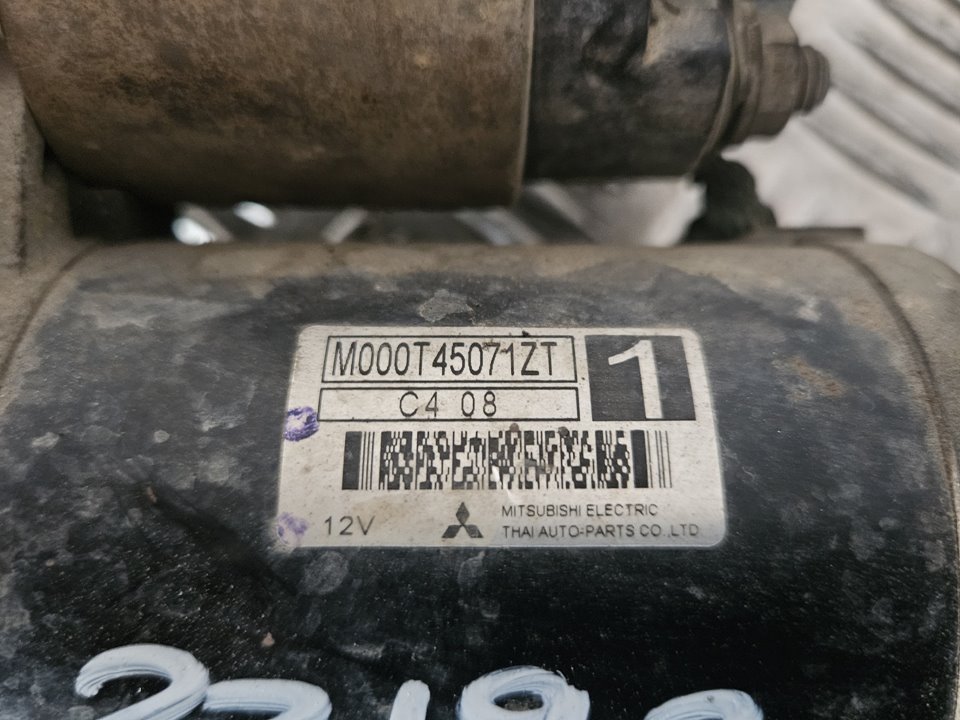 M000T45071ZT
1
C4 08
12V
MITSUBISHI ELECTRIC
THAI AUTO-PARTS CO.,LTD